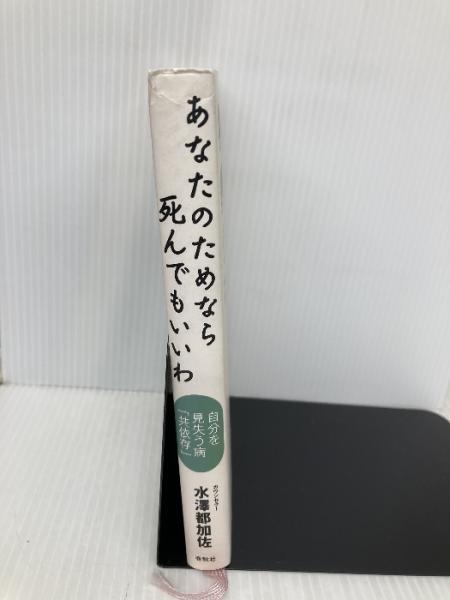 あなたのためなら
死んでもいいわ
自分を
見失う病
「共依存」
カウンセラー
水澤都加佐
春秋社